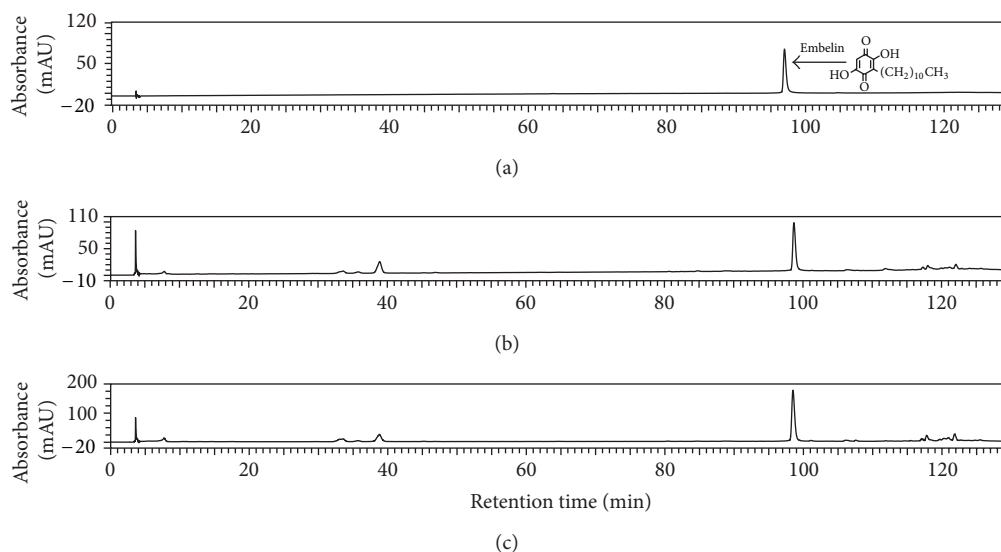 Absorbance
(mAU)
120
50
−20
Embelin
O
OH
HO
(CH2)10CH3
O
0 20 40 60 80 100 120
(a)
Absorbance
(mAU)
110
50
−10
0 20 40 60 80 100 120
(b)
Absorbance
(mAU)
200
100
−20
0 20 40 60 80 100 120
Retention time (min)
(c)